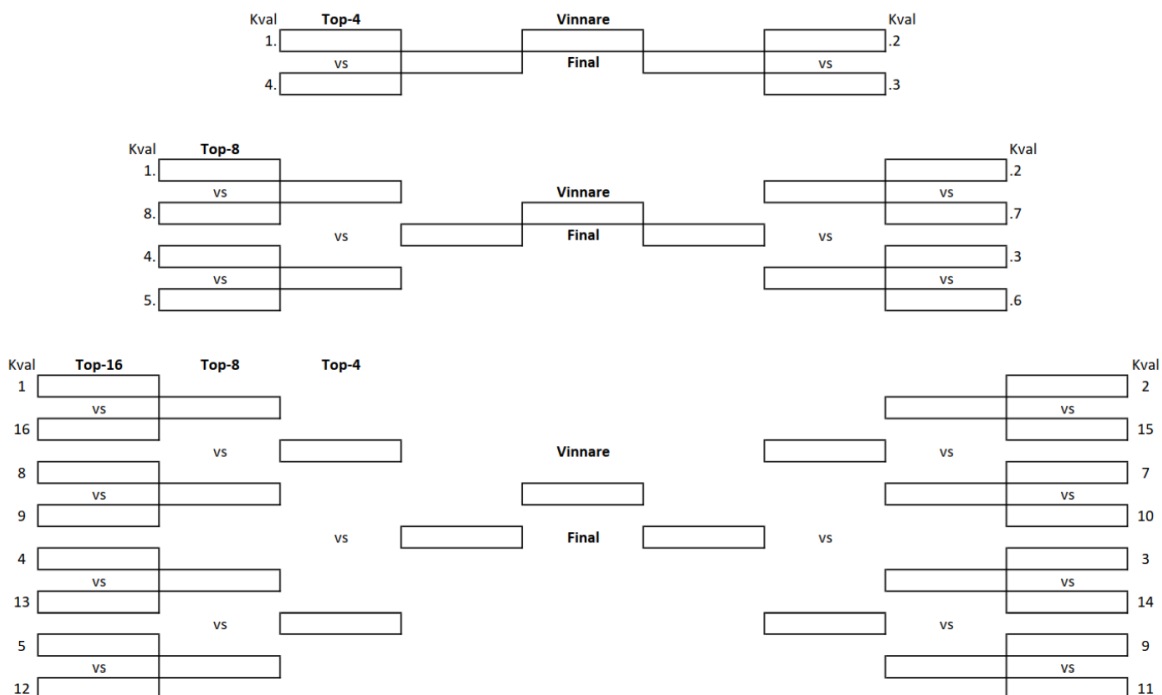 Kval Top-4 Vinnare Kval
1. .2
vs Final vs
4. .3
Kval Top-8 Kval
1. .2
vs vs
Vinnare
8. .7
vs Final vs
4. .3
vs vs
5. .6
Kval Top-16 Top-8 Top-4 Kval
1 2
vs vs
16 15
vs Vinnare vs
8 7
vs vs
9 10
vs Final vs
4 3
vs vs
13 14
vs vs
5 9
vs vs
12 11